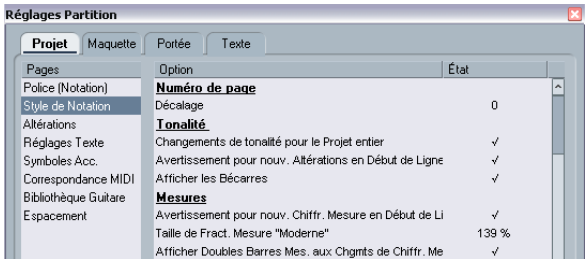 Réglages Partition
Projet Maquette Portée Texte
Pages Option État
Police (Notation) Numéro de page
Style de Notation Décalage 0
Altérations Tonalité
Réglages Texte Changements de tonalité pour le Projet entier ✓
Symboles Acc. Avertissement pour nouv. Altérations en Début de Ligne ✓
Correspondance MIDI Afficher les Bécarres ✓
Bibliothèque Guitare Mesures
Espacement Avertissement pour nouv. Chiffr. Mesure en Début de Li ✓
Taille de Fract. Mesure "Moderne" 139 %
Afficher Doubles Barres Mes. aux Chgmts de Chiffr. Me ✓